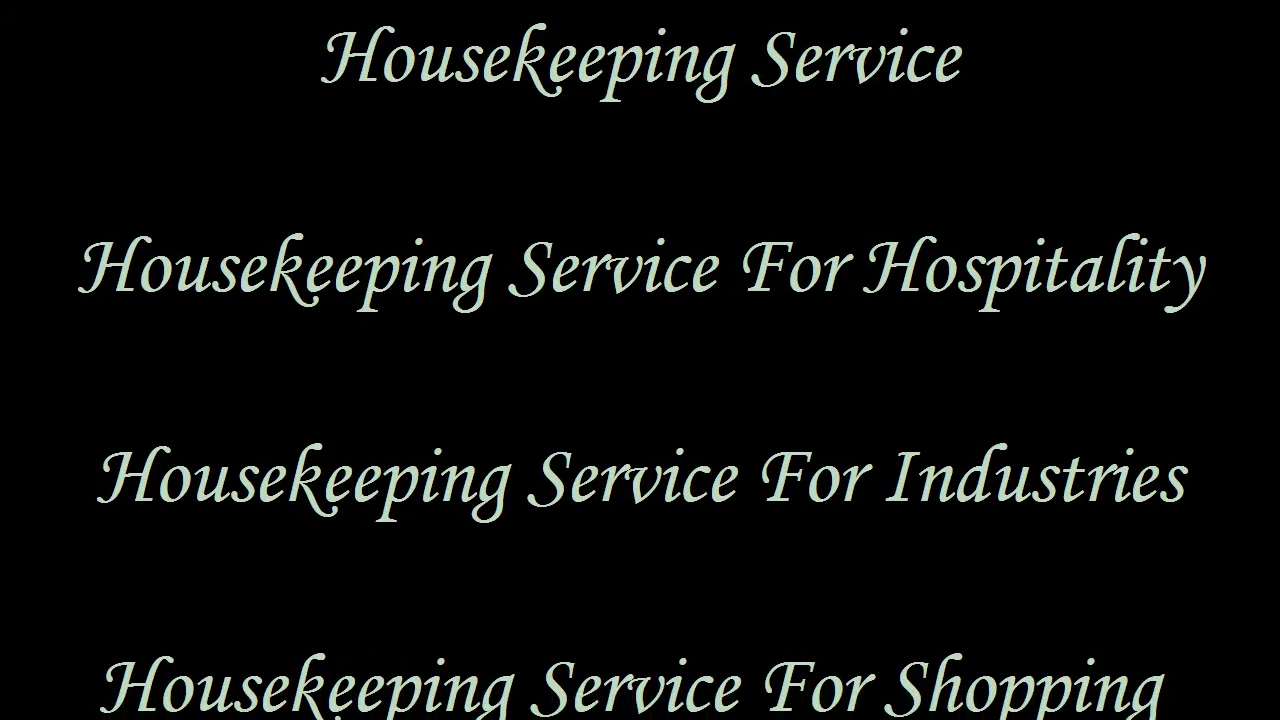 Housekeeping Service
Housekeeping Service For Hospitality
Housekeeping Service For Industries
Housekeeping Service For Shopping